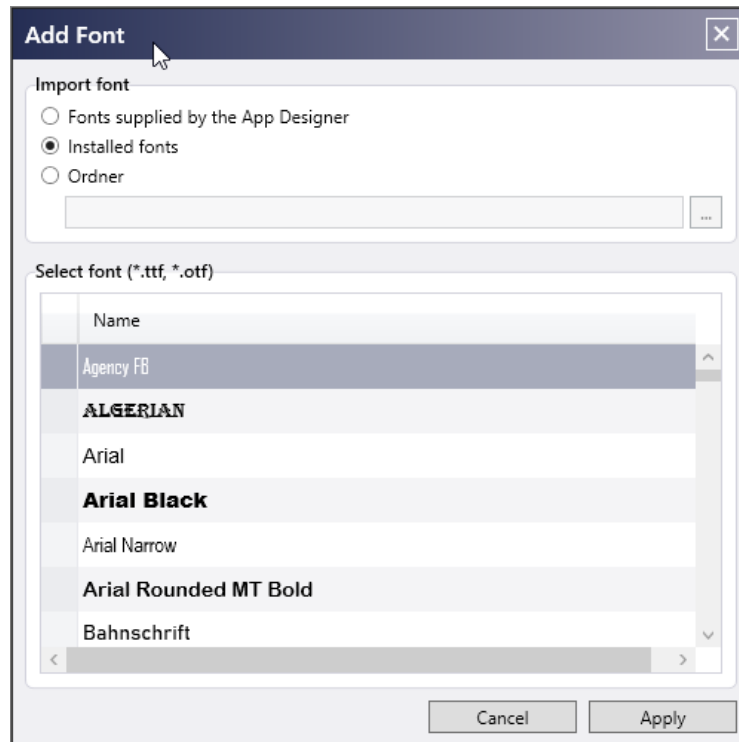 Add Font
Import font
Fonts supplied by the App Designer
Installed fonts
Ordner
...
Select font (*.ttf, *.otf)
Name
Agency FB
ALGERIAN
Arial
Arial Black
Arial Narrow
Arial Rounded MT Bold
Bahnschrift
Cancel
Apply